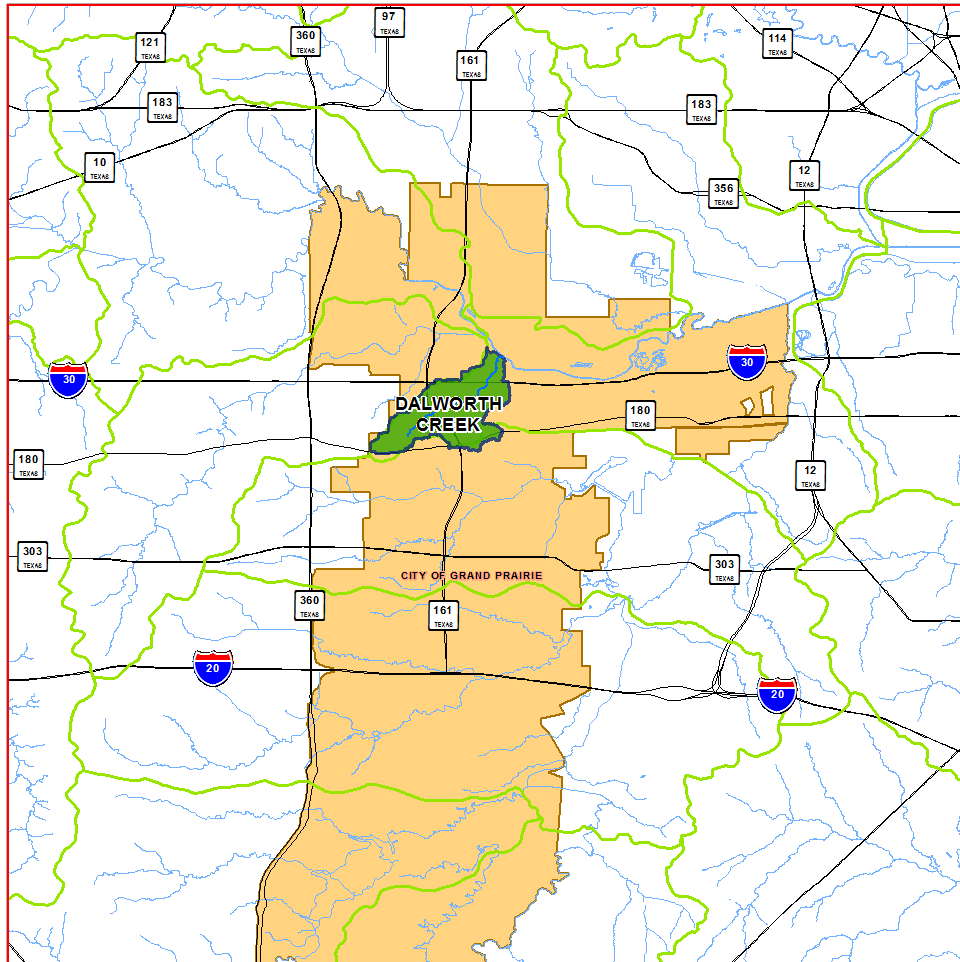 97
TEXAS
121
TEXAS
360
TEXAS
114
TEXAS
161
TEXAS
183
TEXAS
183
TEXAS
10
TEXAS
12
TEXAS
356
TEXAS
30
30
DALWORTH
CREEK
180
TEXAS
180
TEXAS
12
TEXAS
303
TEXAS
303
TEXAS
CITY OF GRAND PRAIRIE
360
TEXAS
161
TEXAS
20
20